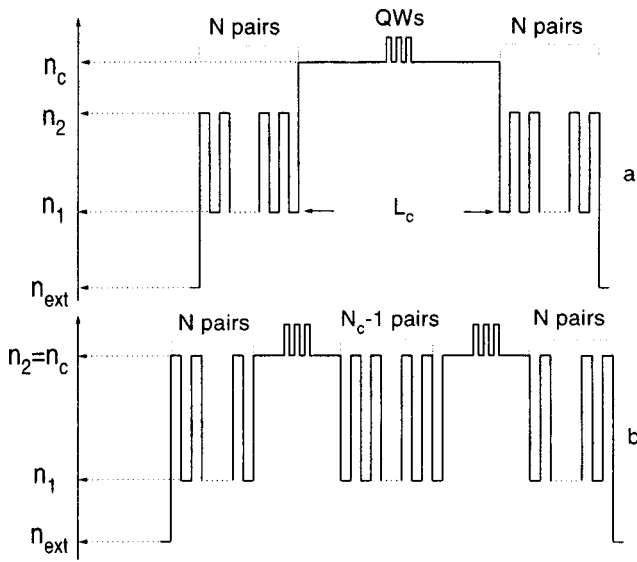 N pairs QWs N pairs
n_c
n_2
n_1
L_c
a
n_ext
N pairs N_c-1 pairs N pairs
n_2=n_c
b
n_1
n_ext